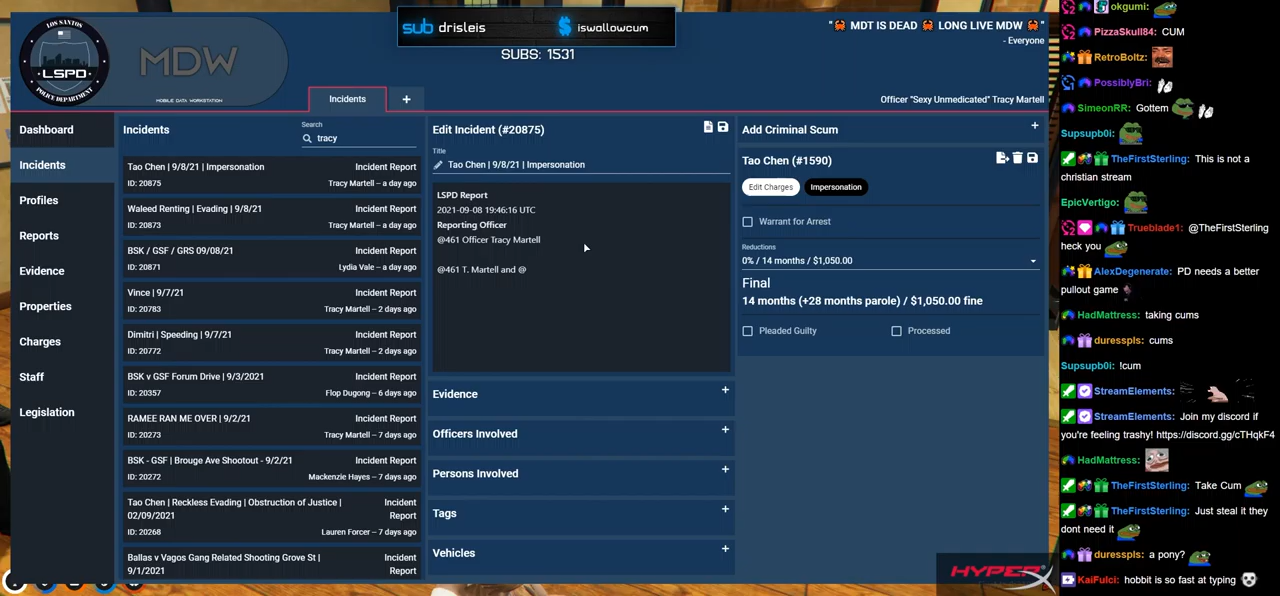 LOS SANTOS
LSPD
POLICE DEPARTMENT
MDW
MOBILE DATA WORKSTATION
sub drisleis
$ iswallowcum
SUBS: 1531
" MDT IS DEAD LONG LIVE MDW "
- Everyone
Incidents
+
Officer "Sexy Unmedicated" Tracy Martell
Dashboard
Incidents
Profiles
Reports
Evidence
Properties
Charges
Staff
Legislation
Incidents
Search
tracy
Tao Chen | 9/8/21 | Impersonation
Incident Report
ID: 20875
Tracy Martell – a day ago
Waleed Renting | Evading | 9/8/21
Incident Report
ID: 20873
Tracy Martell – a day ago
BSK / GSF / GRS 09/08/21
Incident Report
ID: 20871
Lydia Vale – a day ago
Vince | 9/7/21
Incident Report
ID: 20783
Tracy Martell – 2 days ago
Dimitri | Speeding | 9/7/21
Incident Report
ID: 20772
Tracy Martell – 2 days ago
BSK v GSF Forum Drive | 9/3/2021
Incident Report
ID: 20357
Flop Dugong – 6 days ago
RAMEE RAN ME OVER | 9/2/21
Incident Report
ID: 20273
Tracy Martell – 7 days ago
BSK - GSF | Brouge Ave Shootout - 9/2/21
Incident Report
ID: 20272
Mackenzie Hayes – 7 days ago
Tao Chen | Reckless Evading | Obstruction of Justice |
02/09/2021
Incident
Report
ID: 20268
Lauren Forcer – 7 days ago
Ballas v Vagos Gang Related Shooting Grove St |
9/1/2021
Incident
Report
Edit Incident (#20875)
Title
Tao Chen | 9/8/21 | Impersonation
LSPD Report
2021-09-08 19:46:16 UTC
Reporting Officer
@461 Officer Tracy Martell
@461 T. Martell and @
Evidence
+
Officers Involved
+
Persons Involved
+
Tags
+
Vehicles
+
Add Criminal Scum
+
Tao Chen (#1590)
Edit Charges
Impersonation
Warrant for Arrest
Reductions
0% / 14 months / $1,050.00
Final
14 months (+28 months parole) / $1,050.00 fine
Pleaded Guilty
Processed
HYPERX
okgumi:
PizzaSkull84: CUM
RetroBoltz:
PossiblyBri:
SimeonRR: Gottem
Supsupb0i:
TheFirstSterling: This is not a
christian stream
EpicVertigo:
Trueblade1: @TheFirstSterling
heck you
AlexDegenerate: PD needs a better
pullout game
HadMattress: taking cums
duresspls: cums
Supsupb0i: !cum
StreamElements:
StreamElements: Join my discord if
you're feeling trashy! https://discord.gg/cTHqkF4
HadMattress:
TheFirstSterling: Take Cum
TheFirstSterling: Just steal it they
dont need it
duresspls: a pony?
KaiFulci: hobbit is so fast at typing